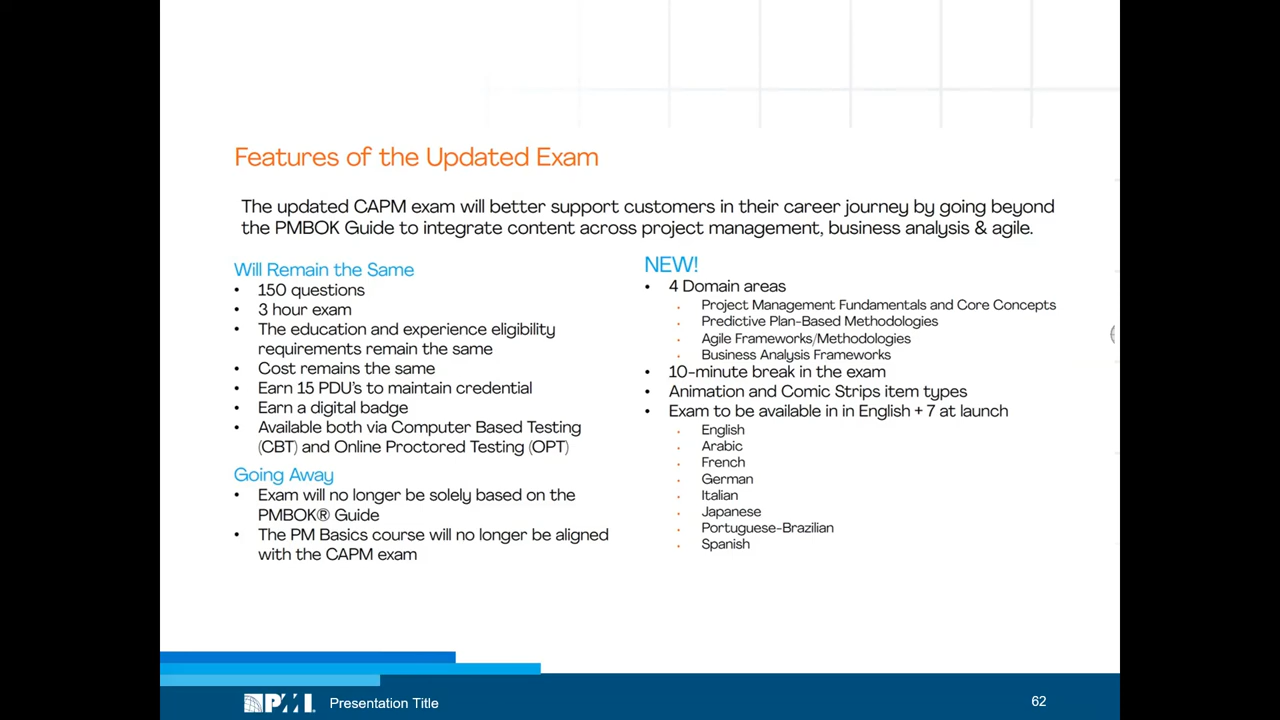 Features of the Updated Exam
The updated CAPM exam will better support customers in their career journey by going beyond
the PMBOK Guide to integrate content across project management, business analysis & agile.
Will Remain the Same
• 150 questions
• 3 hour exam
• The education and experience eligibility
requirements remain the same
• Cost remains the same
• Earn 15 PDU's to maintain credential
• Earn a digital badge
• Available both via Computer Based Testing
(CBT) and Online Proctored Testing (OPT)
Going Away
• Exam will no longer be solely based on the
PMBOK® Guide
• The PM Basics course will no longer be aligned
with the CAPM exam
NEW!
• 4 Domain areas
• Project Management Fundamentals and Core Concepts
• Predictive Plan-Based Methodologies
• Agile Frameworks/Methodologies
• Business Analysis Frameworks
• 10-minute break in the exam
• Animation and Comic Strips item types
• Exam to be available in in English + 7 at launch
• English
• Arabic
• French
• German
• Italian
• Japanese
• Portuguese-Brazilian
• Spanish
PMI Presentation Title
62